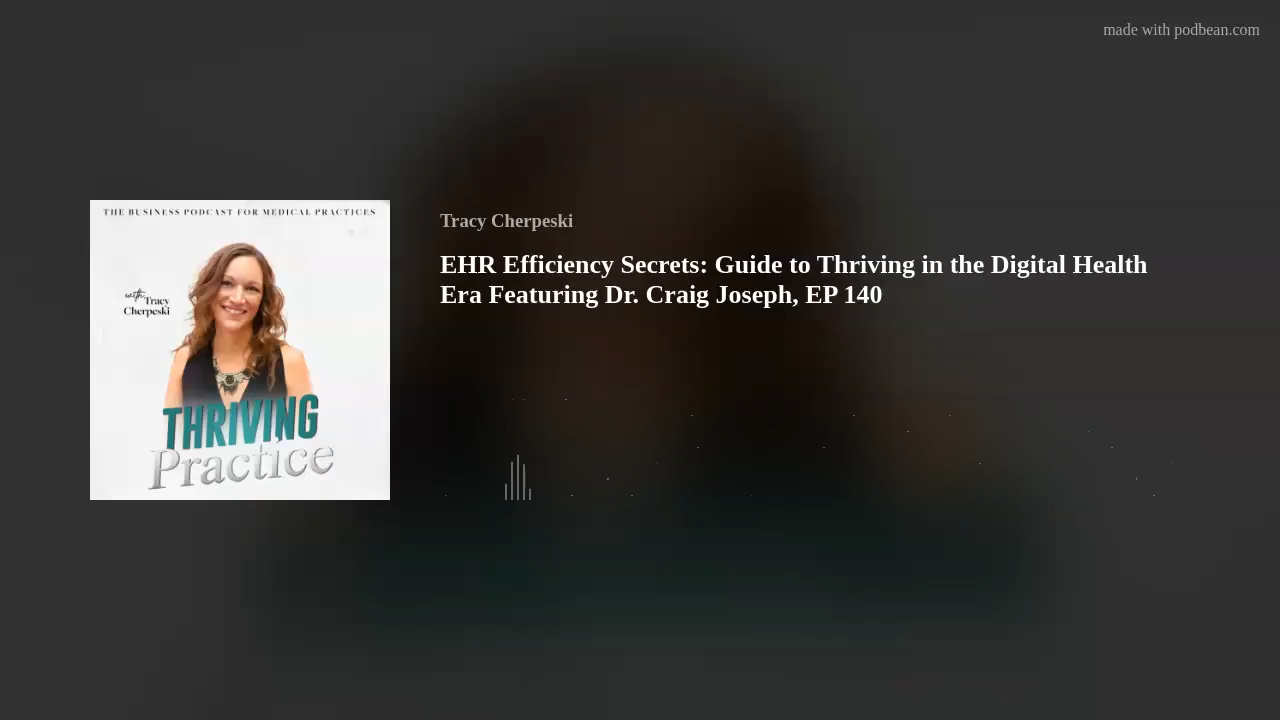 made with podbean.com
THE BUSINESS PODCAST FOR MEDICAL PRACTICES
with Tracy
Cherpeski
THRIVING
Practice
Tracy Cherpeski
EHR Efficiency Secrets: Guide to Thriving in the Digital Health
Era Featuring Dr. Craig Joseph, EP 140